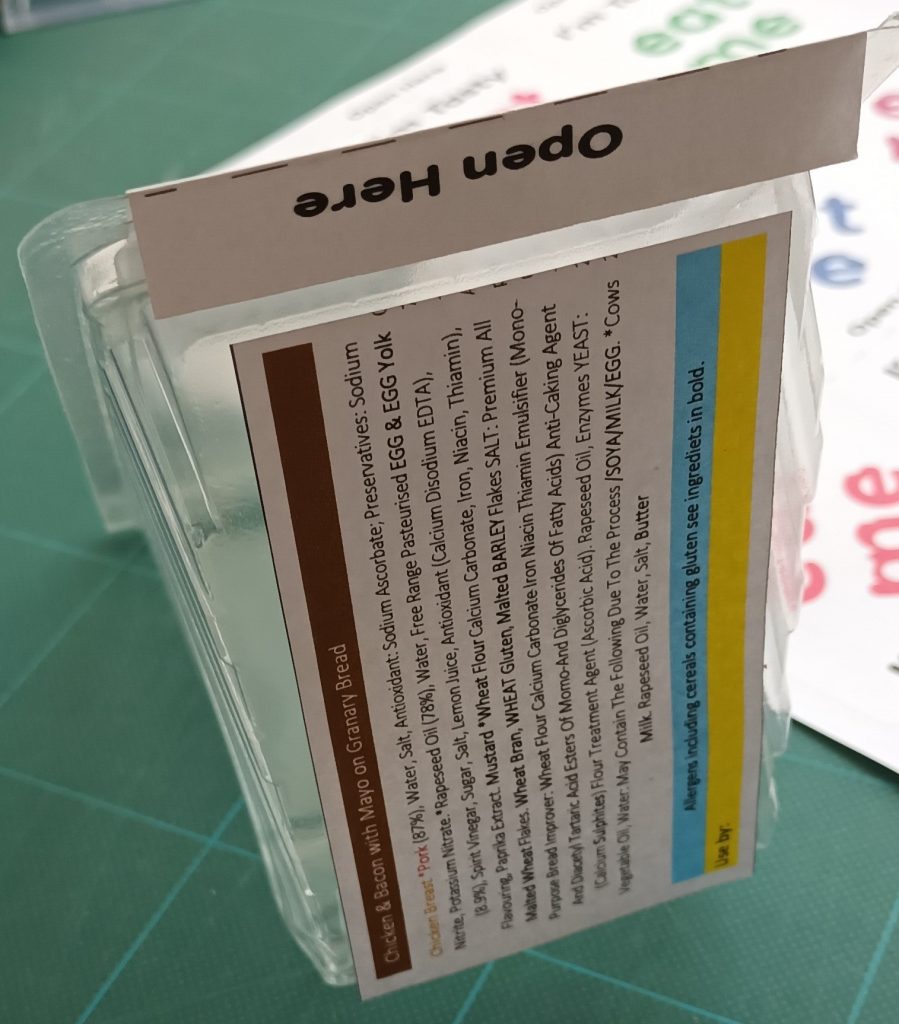 Open Here
Chicken & Bacon with Mayo on Granary Bread
Chicken Breast *Pork (87%), Water, Salt, Antioxidant: Sodium Ascorbate; Preservatives: Sodium
Nitrite, Potassium Nitrate.*Rapeseed Oil (78%), Water, Free Range Pasteurised EGG & EGG Yolk
(8.9%), Spirit Vinegar, Sugar, Salt, Lemon Juice, Antioxidant (Calcium Disodium EDTA),
Flavouring, Paprika Extract. Mustard *Wheat Flour Calcium Carbonate, Iron, Niacin, Thiamin),
Malted Wheat Flakes. Wheat Bran, WHEAT Gluten, Malted BARLEY Flakes SALT: Premium All
Purpose Bread Improver: Wheat Flour Calcium Carbonate Iron Niacin Thiamin Emulsifier (Mono-
And Diacetyl Tartaric Acid Esters Of Momo-And Diglycerides Of Fatty Acids) Anti-Caking Agent
(Calcium Sulphites) Flour Treatment Agent (Ascorbic Acid). Rapeseed Oil, Enzymes YEAST:
Vegetable Oil, Water: May Contain The Following Due To The Process /SOYA/MILK/EGG. *Cows
Milk. Rapeseed Oil, Water, Salt, Butter
Allergens including cereals containing gluten see ingrediets in bold.
Use by:
eat
me
Tasty
me